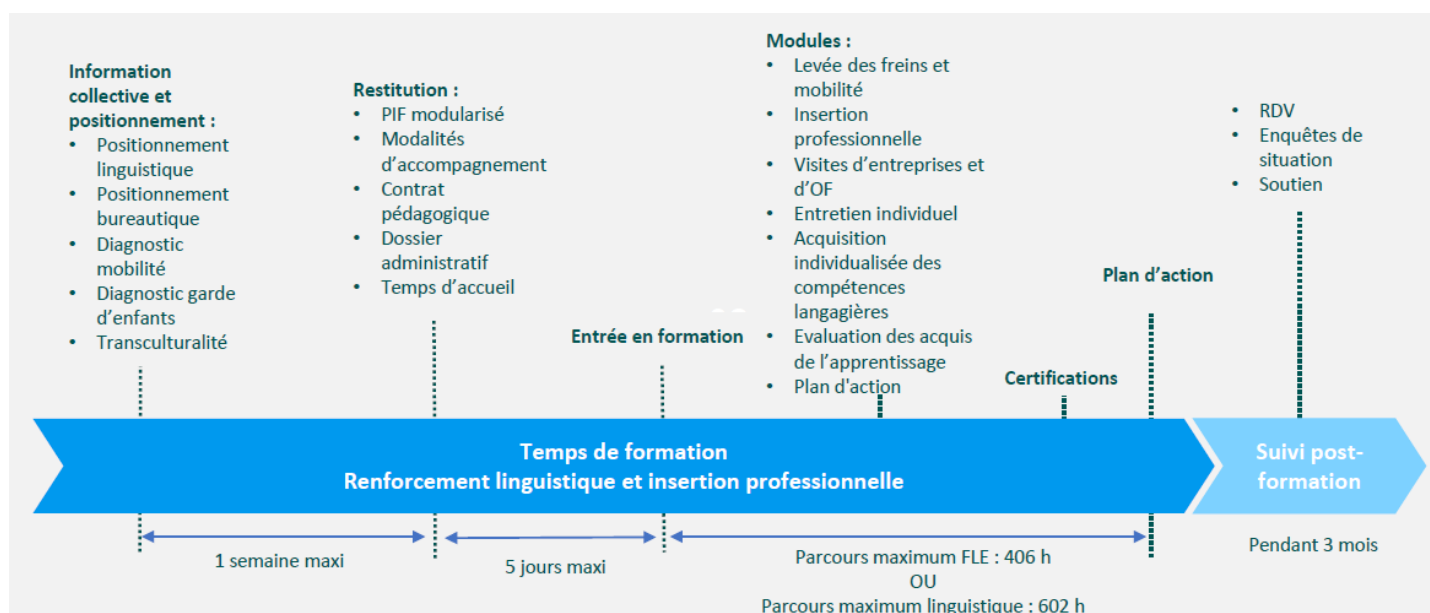 Information
collective et
positionnement :
• Positionnement
linguistique
• Positionnement
bureautique
• Diagnostic
mobilité
• Diagnostic garde
d'enfants
• Transculturalité
Restitution :
• PIF modularisé
• Modalités
d'accompagnement
• Contrat
pédagogique
• Dossier
administratif
• Temps d'accueil
Entrée en formation
Modules :
• Levée des freins et
mobilité
• Insertion
professionnelle
• Visites d'entreprises et
d'OF
• Entretien individuel
• Acquisition
individualisée des
compétences
langagières
• Evaluation des acquis
de l'apprentissage
• Plan d'action
Certifications
Plan d'action
• RDV
• Enquêtes de
situation
• Soutien
Temps de formation
Renforcement linguistique et insertion professionnelle
Suivi post-
formation
1 semaine maxi
5 jours maxi
Parcours maximum FLE : 406 h
OU
Parcours maximum linguistique : 602 h
Pendant 3 mois